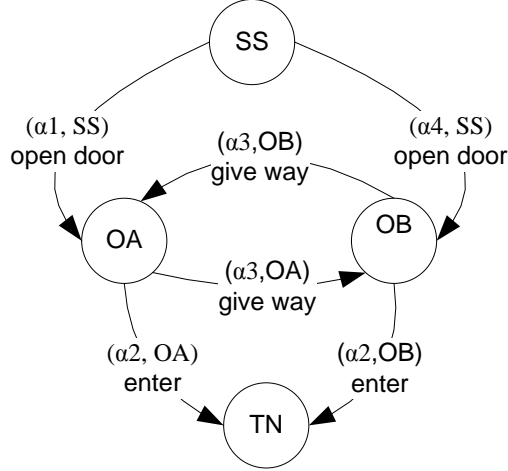 SS
(α1, SS)
open door
(α4, SS)
open door
(α3,OB)
give way
OA
OB
(α3,OA)
give way
(α2, OA)
enter
(α2,OB)
enter
TN